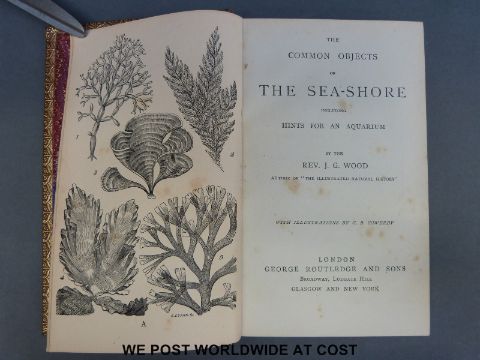 THE
COMMON OBJECTS
OF
THE SEA-SHORE
INCLUDING
HINTS FOR AN AQUARIUM
BY THE
REV. J. G. WOOD
AUTHOR OF "THE ILLUSTRATED NATURAL HISTORY"
WITH ILLUSTRATIONS BY G. B. SOWERBY
LONDON
GEORGE ROUTLEDGE AND SONS
BROADWAY, LUDGATE HILL
GLASGOW AND NEW YORK
A
WE POST WORLDWIDE AT COST